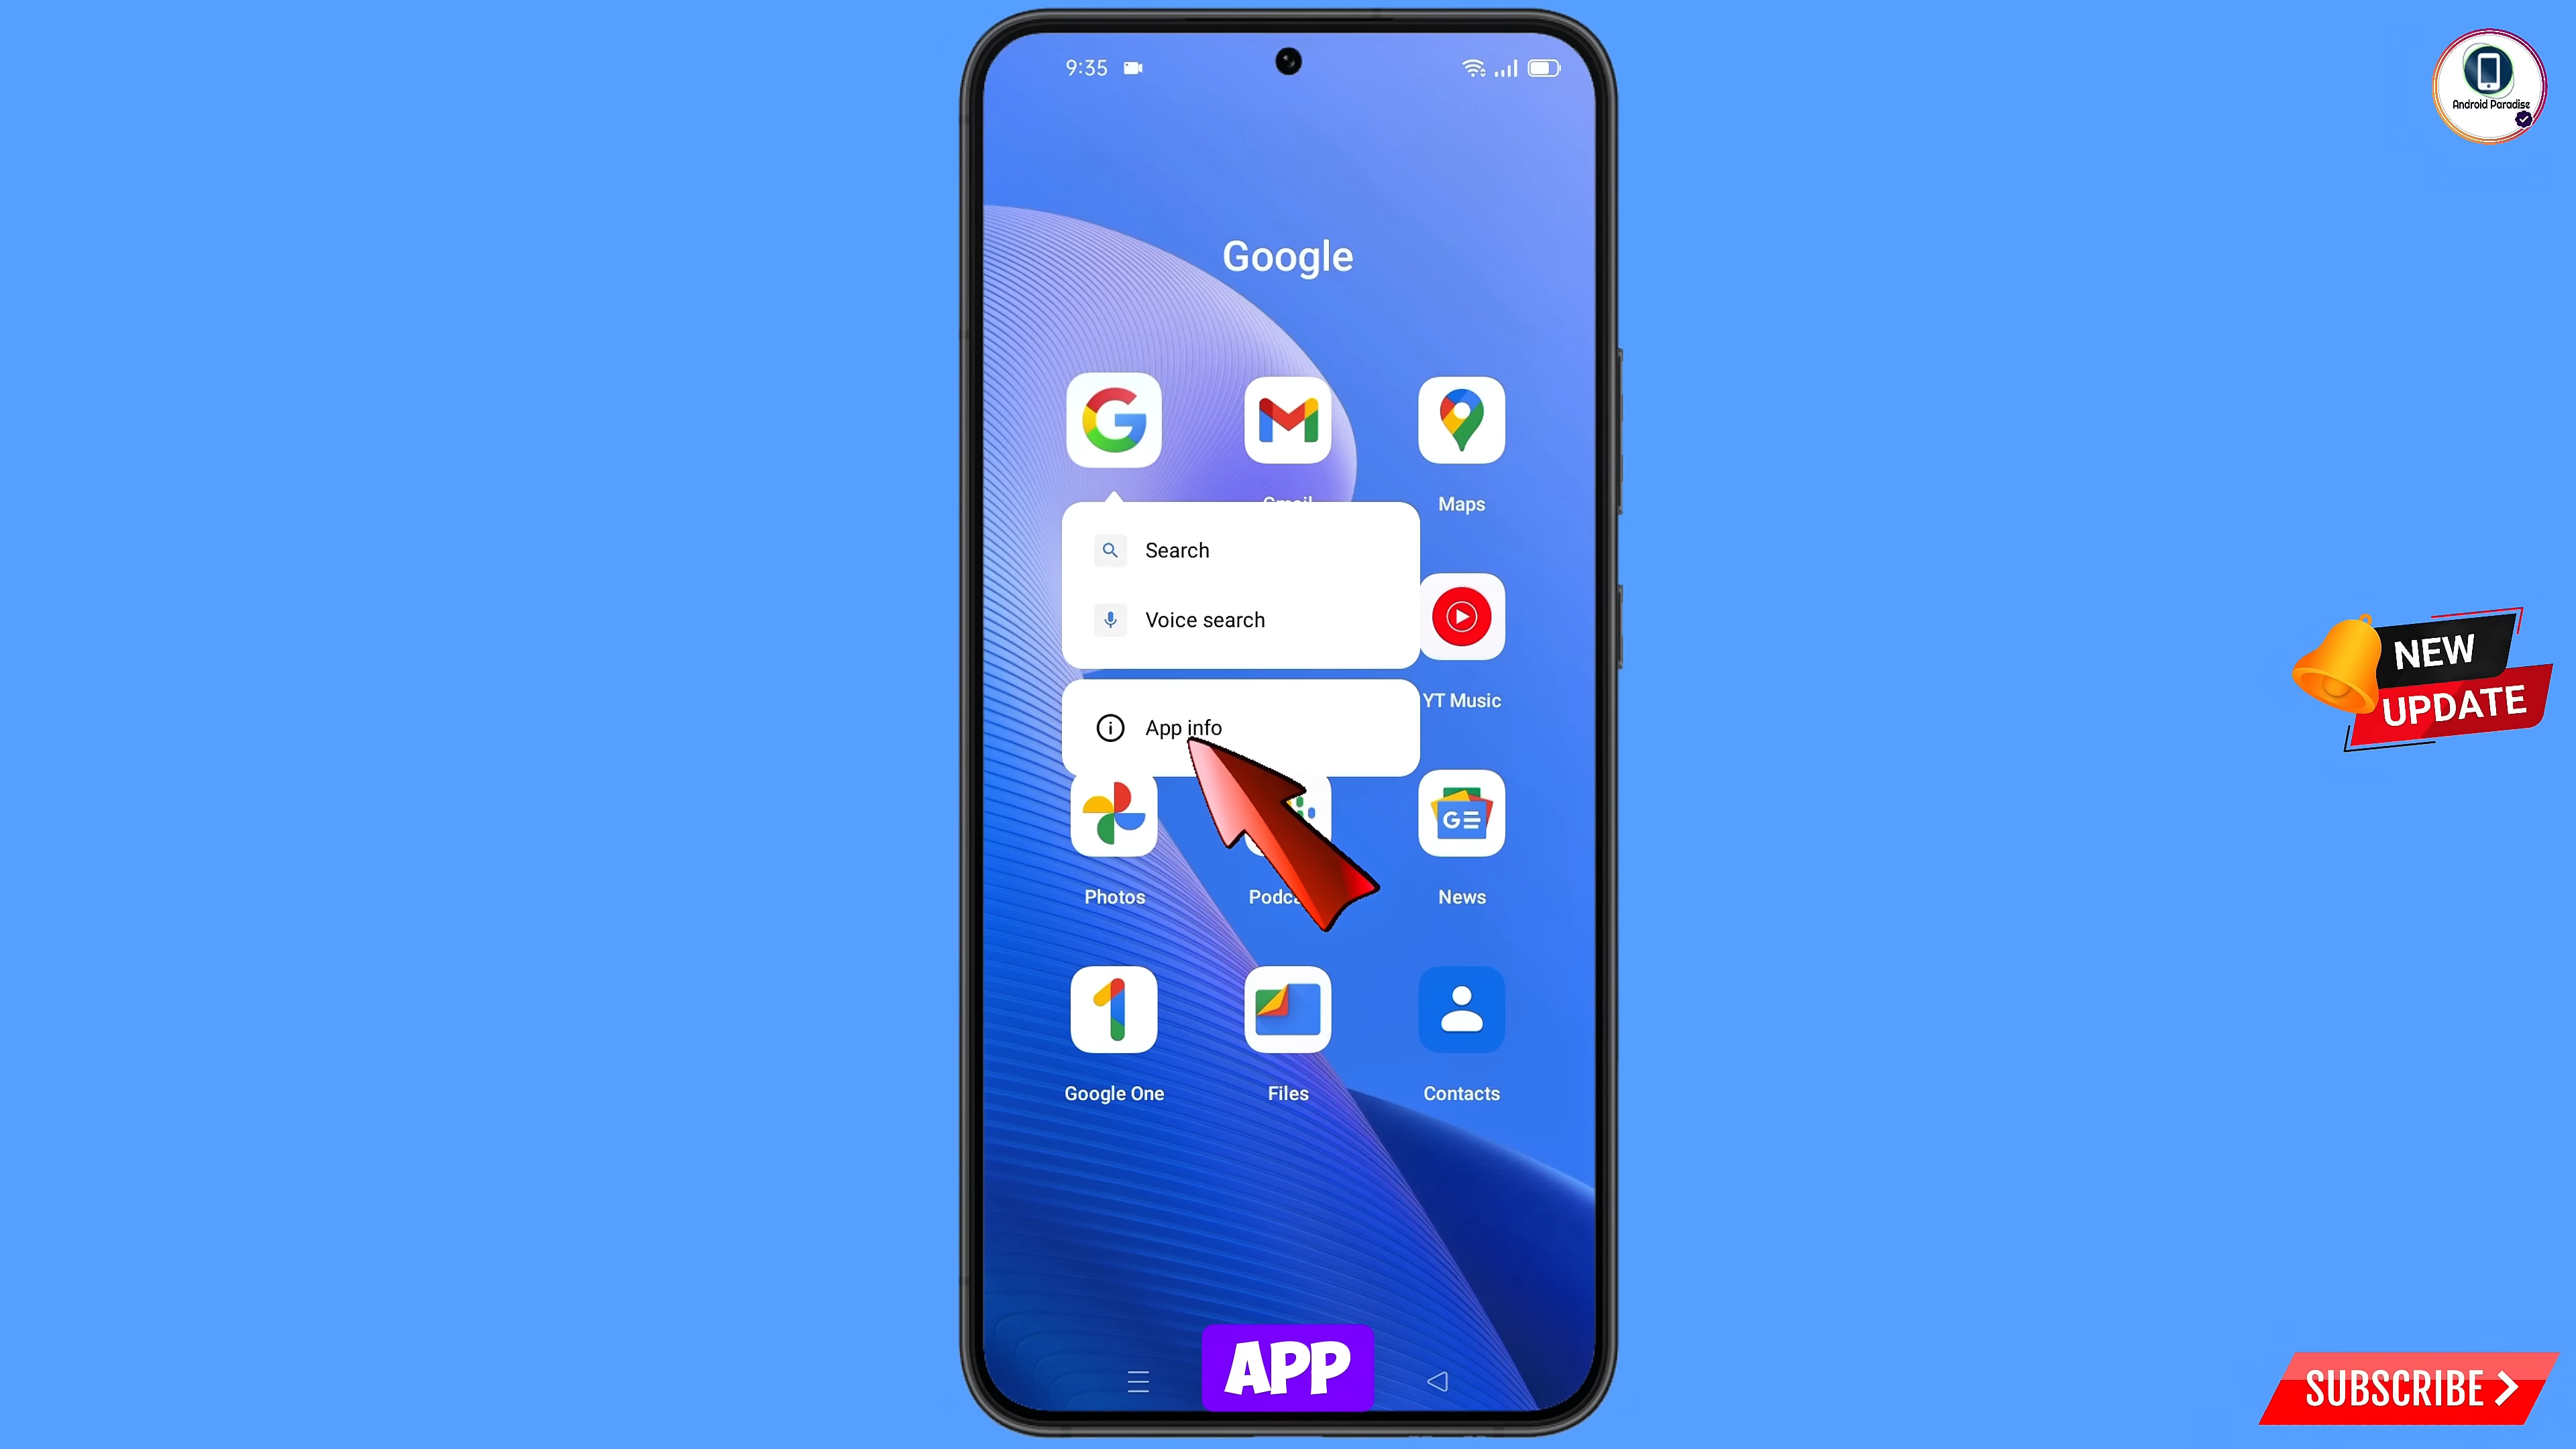 9:35
Android Paradise
Google
Maps
Search
Voice search
YT Music
App info
Photos
News
Google One
Files
Contacts
NEW
UPDATE
APP
SUBSCRIBE